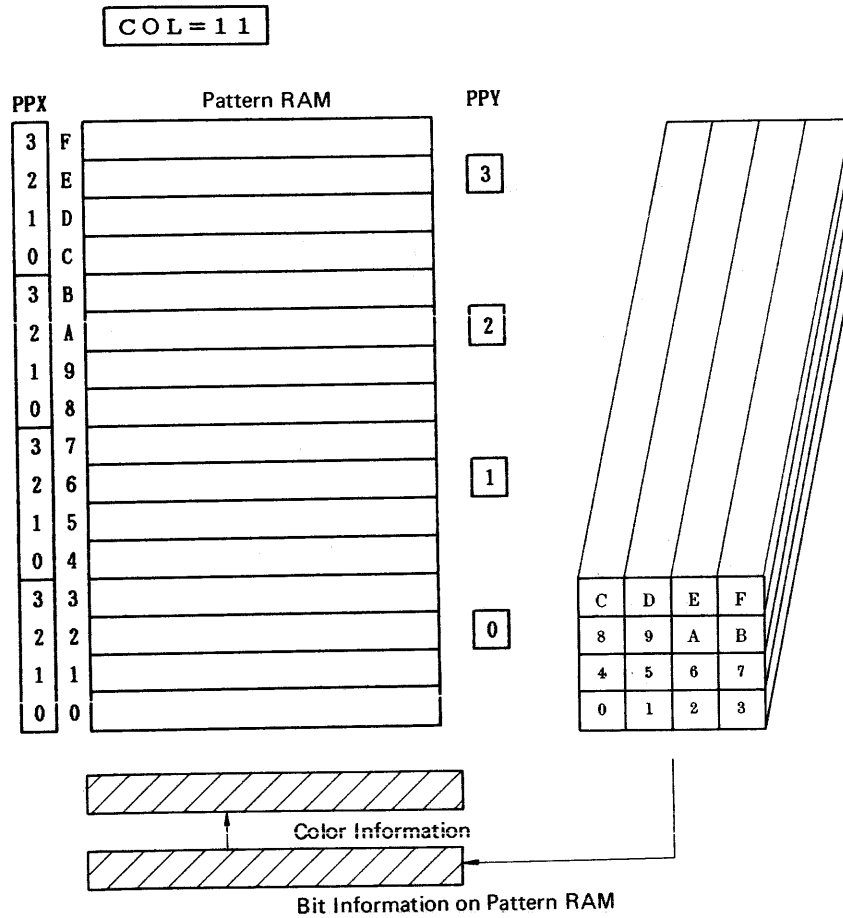 COL=11
PPX Pattern RAM PPY
3 F
2 E 3
1 D
0 C
3 B
2 A 2
1 9
0 8
3 7
2 6 1
1 5
0 4
3 3 C D E F
2 2 0 8 9 A B
1 1 4 5 6 7
0 0 0 1 2 3
Color Information
Bit Information on Pattern RAM